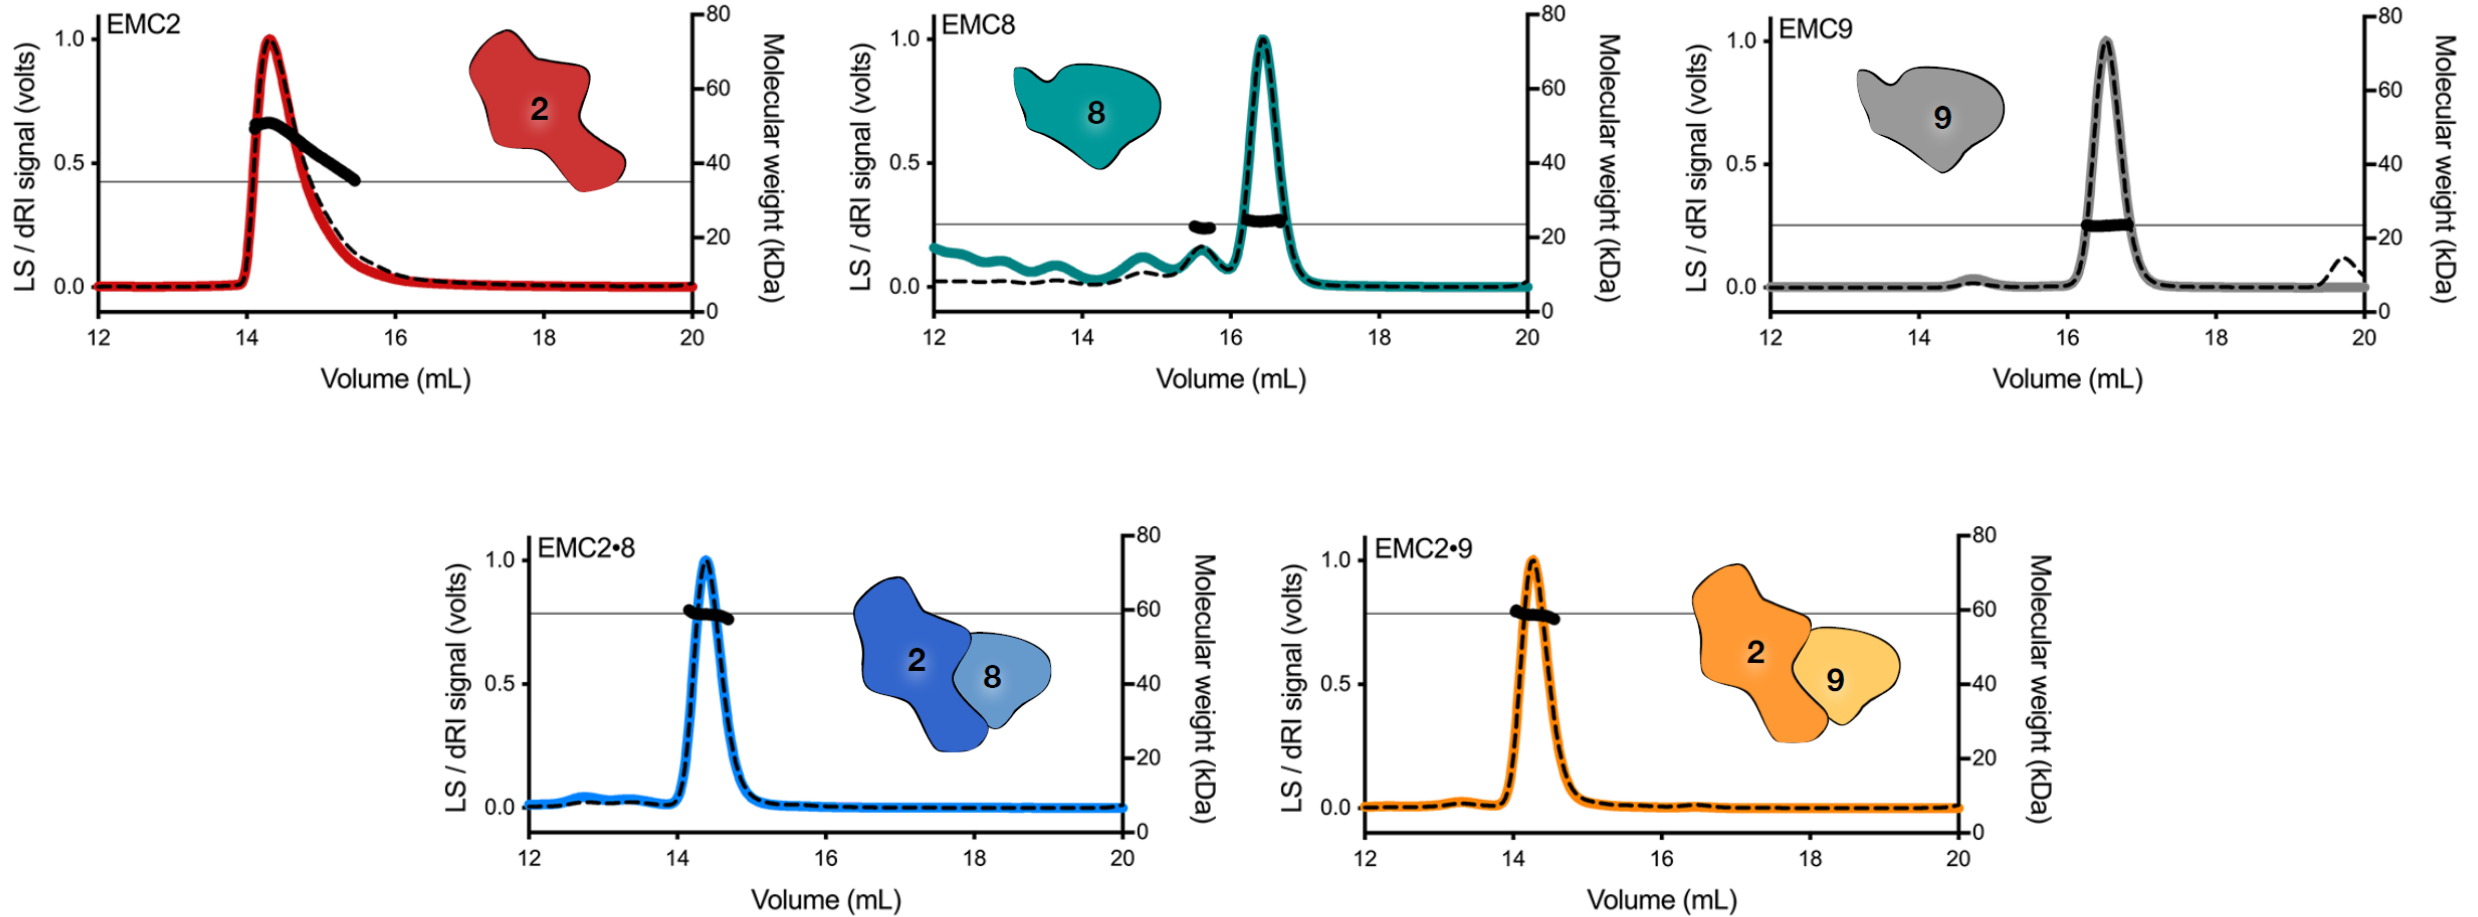 EMC2
LS / dRI signal (volts)
1.0
0.5
0.0
12 14 16 18 20
Volume (mL)
80
60
40
20
0
Molecular weight (kDa)
2
EMC8
LS / dRI signal (volts)
1.0
0.5
0.0
12 14 16 18 20
Volume (mL)
80
60
40
20
0
Molecular weight (kDa)
8
EMC9
LS / dRI signal (volts)
1.0
0.5
0.0
12 14 16 18 20
Volume (mL)
80
60
40
20
0
Molecular weight (kDa)
9
EMC2•8
LS / dRI signal (volts)
1.0
0.5
0.0
12 14 16 18 20
Volume (mL)
80
60
40
20
0
Molecular weight (kDa)
2 8
EMC2•9
LS / dRI signal (volts)
1.0
0.5
0.0
12 14 16 18 20
Volume (mL)
80
60
40
20
0
Molecular weight (kDa)
2 9